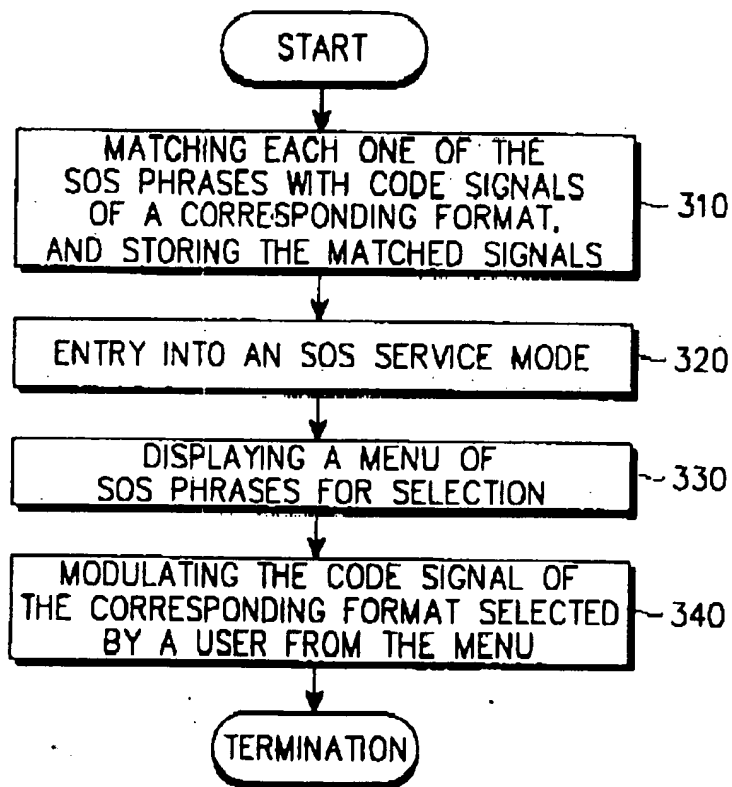 START
MATCHING EACH ONE OF THE
SOS PHRASES WITH CODE SIGNALS
OF A CORRESPONDING FORMAT,
AND STORING THE MATCHED SIGNALS
310
ENTRY INTO AN SOS SERVICE MODE
320
DISPLAYING A MENU OF
SOS PHRASES FOR SELECTION
330
MODULATING THE CODE SIGNAL OF
THE CORRESPONDING FORMAT SELECTED
BY A USER FROM THE MENU
340
TERMINATION